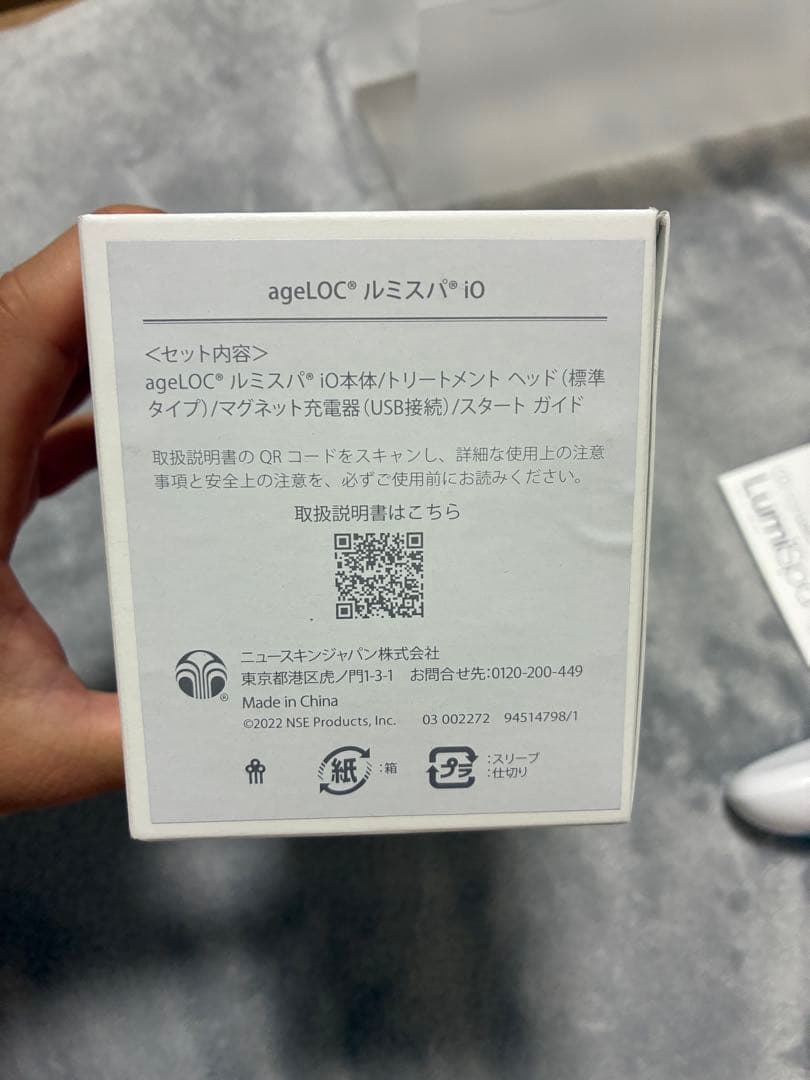 ageLOC® ルミスパ® iO
＜セット内容＞
ageLOC® ルミスパ® iO本体/トリートメント ヘッド（標準
タイプ）/マグネット充電器（USB接続）/スタート ガイド
取扱説明書の QR コードをスキャンし、詳細な使用上の注意
事項と安全上の注意を、必ずご使用前にお読みください。
取扱説明書はこちら
ニュースキンジャパン株式会社
東京都港区虎ノ門1-3-1 お問合せ先:0120-200-449
Made in China
©2022 NSE Products, Inc. 03 002272 94514798/1
紙 :箱
プラ :スリーブ
:仕切り
LumiSpa